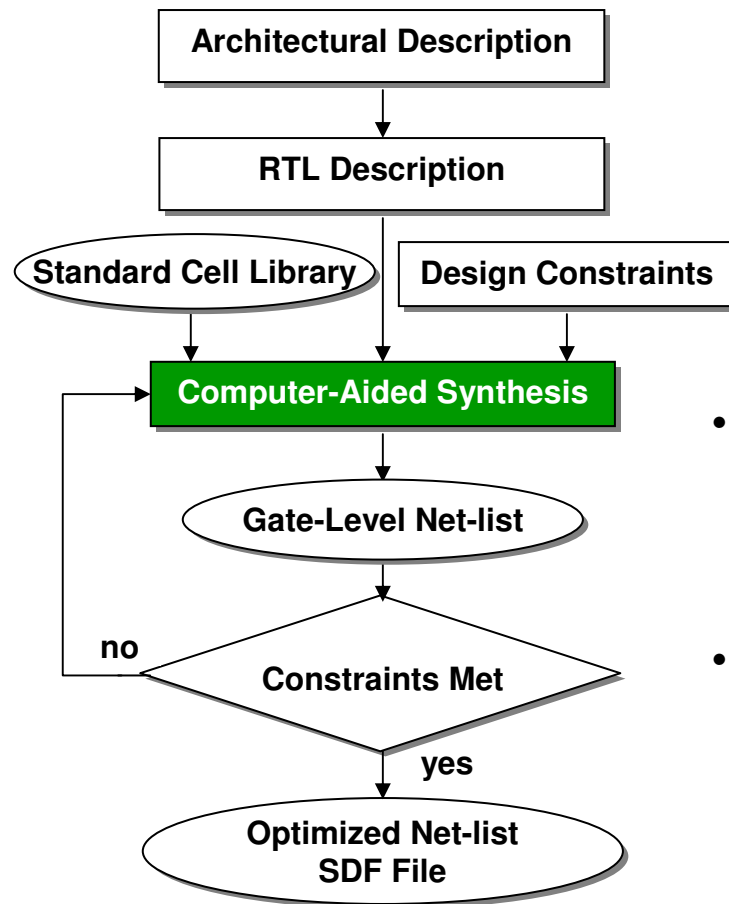 Architectural Description
RTL Description
Standard Cell Library
Design Constraints
Computer-Aided Synthesis
•
Gate-Level Net-list
no
Constraints Met
•
yes
Optimized Net-list
SDF File